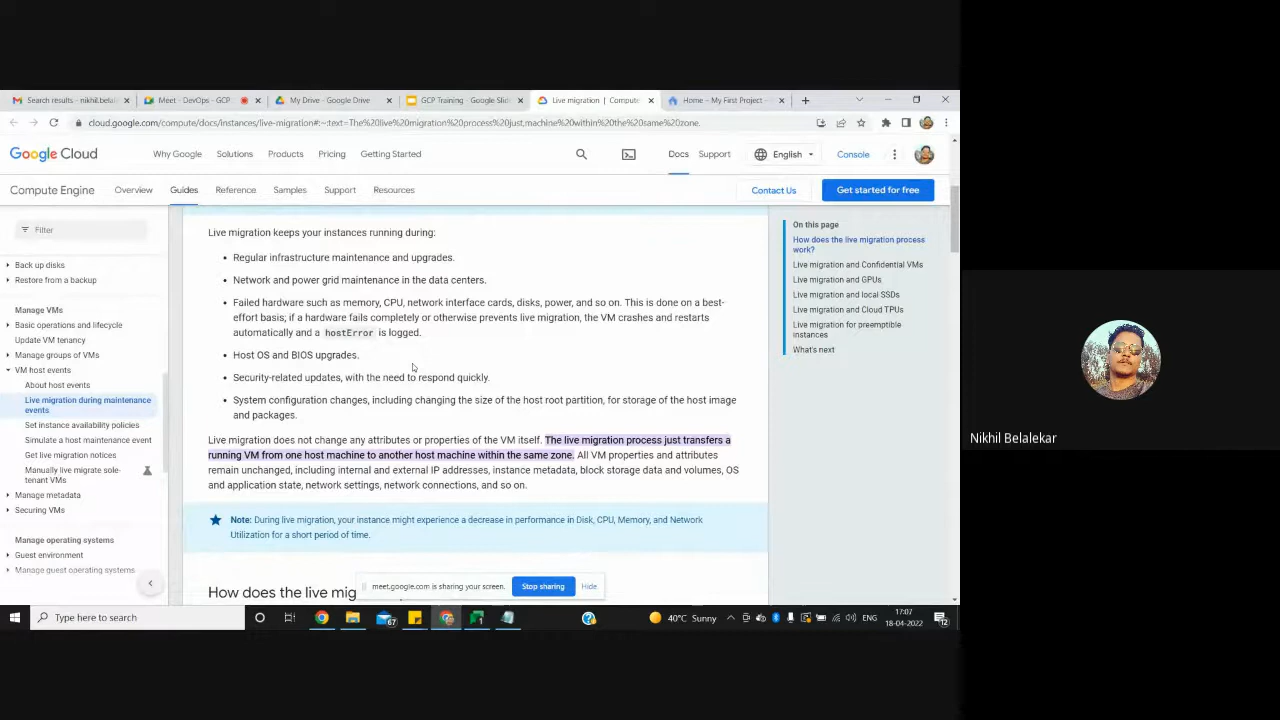 Search results - nikhil.bela
Meet - DevOps - GCP
My Drive - Google Drive
GCP Training - Google Slid
Live migration | Compute
Home – My First Project –
cloud.google.com/compute/docs/instances/live-migration#:~:text=The%20live%20migration%20process%20just,machine%20within%20the%20same%20zone.
Google Cloud
Why Google
Solutions
Products
Pricing
Getting Started
Docs
Support
English
Console
Compute Engine
Overview
Guides
Reference
Samples
Support
Resources
Contact Us
Get started for free
Filter
Back up disks
Restore from a backup
Manage VMs
Basic operations and lifecycle
Update VM tenancy
Manage groups of VMs
VM host events
About host events
Live migration during maintenance
events
Set instance availability policies
Simulate a host maintenance event
Get live migration notices
Manually live migrate sole-
tenant VMs
Manage metadata
Securing VMs
Manage operating systems
Guest environment
Manage guest operating systems
Live migration keeps your instances running during:
• Regular infrastructure maintenance and upgrades.
• Network and power grid maintenance in the data centers.
• Failed hardware such as memory, CPU, network interface cards, disks, power, and so on. This is done on a best-
effort basis; if a hardware fails completely or otherwise prevents live migration, the VM crashes and restarts
automatically and a hostError is logged.
• Host OS and BIOS upgrades.
• Security-related updates, with the need to respond quickly.
• System configuration changes, including changing the size of the host root partition, for storage of the host image
and packages.
Live migration does not change any attributes or properties of the VM itself. The live migration process just transfers a
running VM from one host machine to another host machine within the same zone. All VM properties and attributes
remain unchanged, including internal and external IP addresses, instance metadata, block storage data and volumes, OS
and application state, network settings, network connections, and so on.
Note: During live migration, your instance might experience a decrease in performance in Disk, CPU, Memory, and Network
Utilization for a short period of time.
How does the live mig
On this page
How does the live migration process
work?
Live migration and Confidential VMs
Live migration and GPUs
Live migration and local SSDs
Live migration and Cloud TPUs
Live migration for preemptible
instances
What's next
meet.google.com is sharing your screen.
Stop sharing
Hide
Type here to search
67
1
40°C Sunny
ENG
17:07
18-04-2022
12
Nikhil Belalekar